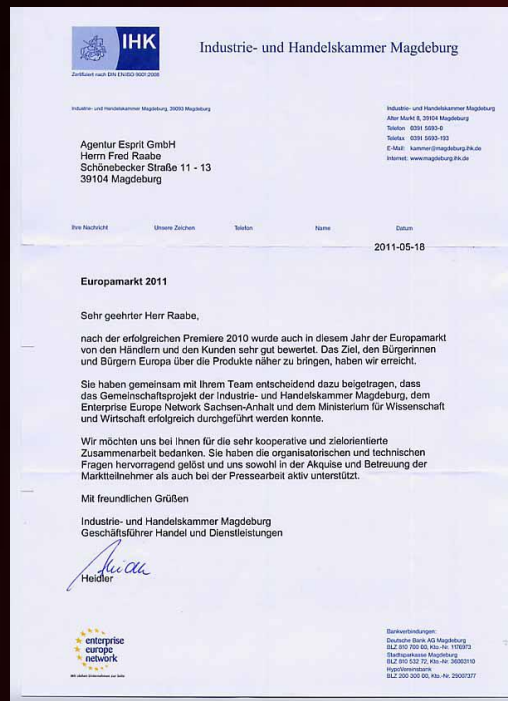 IHK
Industrie- und Handelskammer Magdeburg
Zertifiziert nach DIN EN ISO 9001:2008
Industrie- und Handelskammer Magdeburg, 39093 Magdeburg
Industrie- und Handelskammer Magdeburg
Alter Markt 8, 39104 Magdeburg
Telefon 0391 5693-0
Telefax 0391 5693-193
E-Mail: kammer@magdeburg.ihk.de
Internet: www.magdeburg.ihk.de
Agentur Esprit GmbH
Herrn Fred Raabe
Schönebecker Straße 11 - 13
39104 Magdeburg
Ihre Nachricht Unsere Zeichen Telefon Name Datum
2011-05-18
Europamarkt 2011
Sehr geehrter Herr Raabe,
nach der erfolgreichen Premiere 2010 wurde auch in diesem Jahr der Europamarkt
von den Händlern und den Kunden sehr gut bewertet. Das Ziel, den Bürgerinnen
und Bürgern Europa über die Produkte näher zu bringen, haben wir erreicht.
Sie haben gemeinsam mit Ihrem Team entscheidend dazu beigetragen, dass
das Gemeinschaftsprojekt der Industrie- und Handelskammer Magdeburg, dem
Enterprise Europe Network Sachsen-Anhalt und dem Ministerium für Wissenschaft
und Wirtschaft erfolgreich durchgeführt werden konnte.
Wir möchten uns bei Ihnen für die sehr kooperative und zielorientierte
Zusammenarbeit bedanken. Sie haben die organisatorischen und technischen
Fragen hervorragend gelöst und uns sowohl in der Akquise und Betreuung der
Marktteilnehmer als auch bei der Pressearbeit aktiv unterstützt.
Mit freundlichen Grüßen
Industrie- und Handelskammer Magdeburg
Geschäftsführer Handel und Dienstleistungen
Heidler
enterprise
europe
network
Bankverbindungen:
Deutsche Bank AG Magdeburg
BLZ 810 700 00, Kto.-Nr. 1176973
Stadtsparkasse Magdeburg
BLZ 810 532 72, Kto.-Nr. 36003110
HypoVereinsbank
BLZ 200 300 00, Kto.-Nr. 29007377